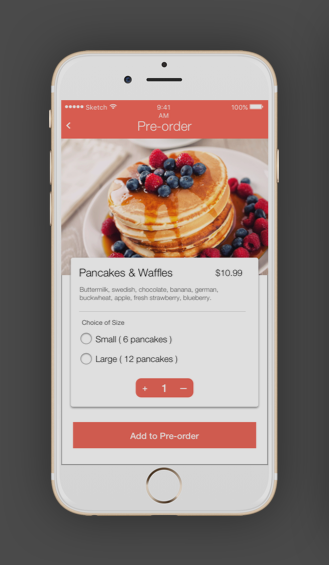 Sketch 9:41 AM 100%
Pre-order
Pancakes & Waffles $10.99
Buttermilk, swedish, chocolate, banana, german,
buckwheat, apple, fresh strawberry, blueberry.
Choice of Size
Small ( 6 pancakes )
Large ( 12 pancakes )
+ 1 −
Add to Pre-order